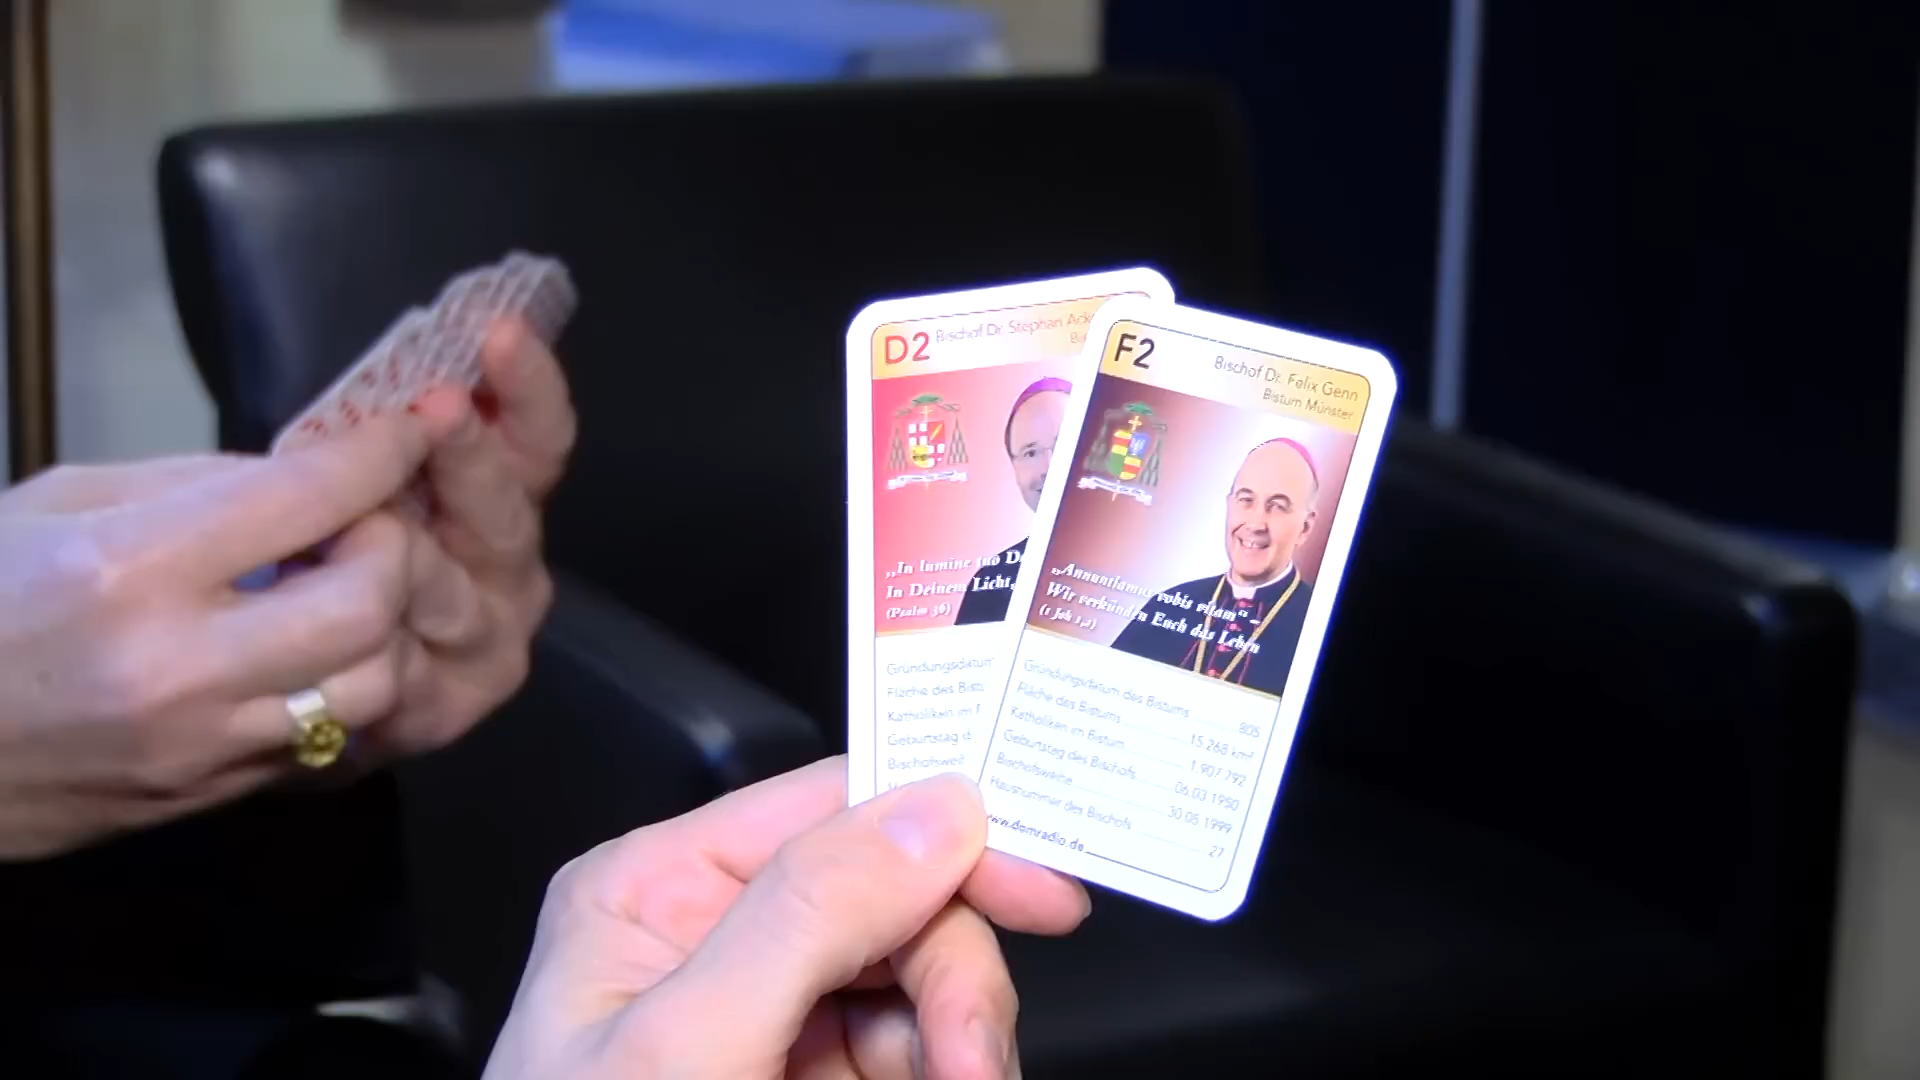 D2
Bischof Dr. Stephan Ack
„In lumine tuo D
In Deinem Licht
(Psalm 36)
Gründungsdatum
Fläche des Bist
Katholiken im
Geburtstag d
Bischofswei
F2
Bischof Dr. Felix Genn
Bistum Münster
„Annuntiamus vobis vitam“ –
Wir verkünden Euch das Leben
(1 Joh 1,2)
Gründungsdatum des Bistums 805
Fläche des Bistums 15.268 km²
Katholiken im Bistum 1.907.792
Geburtstag des Bischofs 06.03.1950
Bischofsweihe 30.05.1999
Hausnummer des Bischofs 27
www.domradio.de